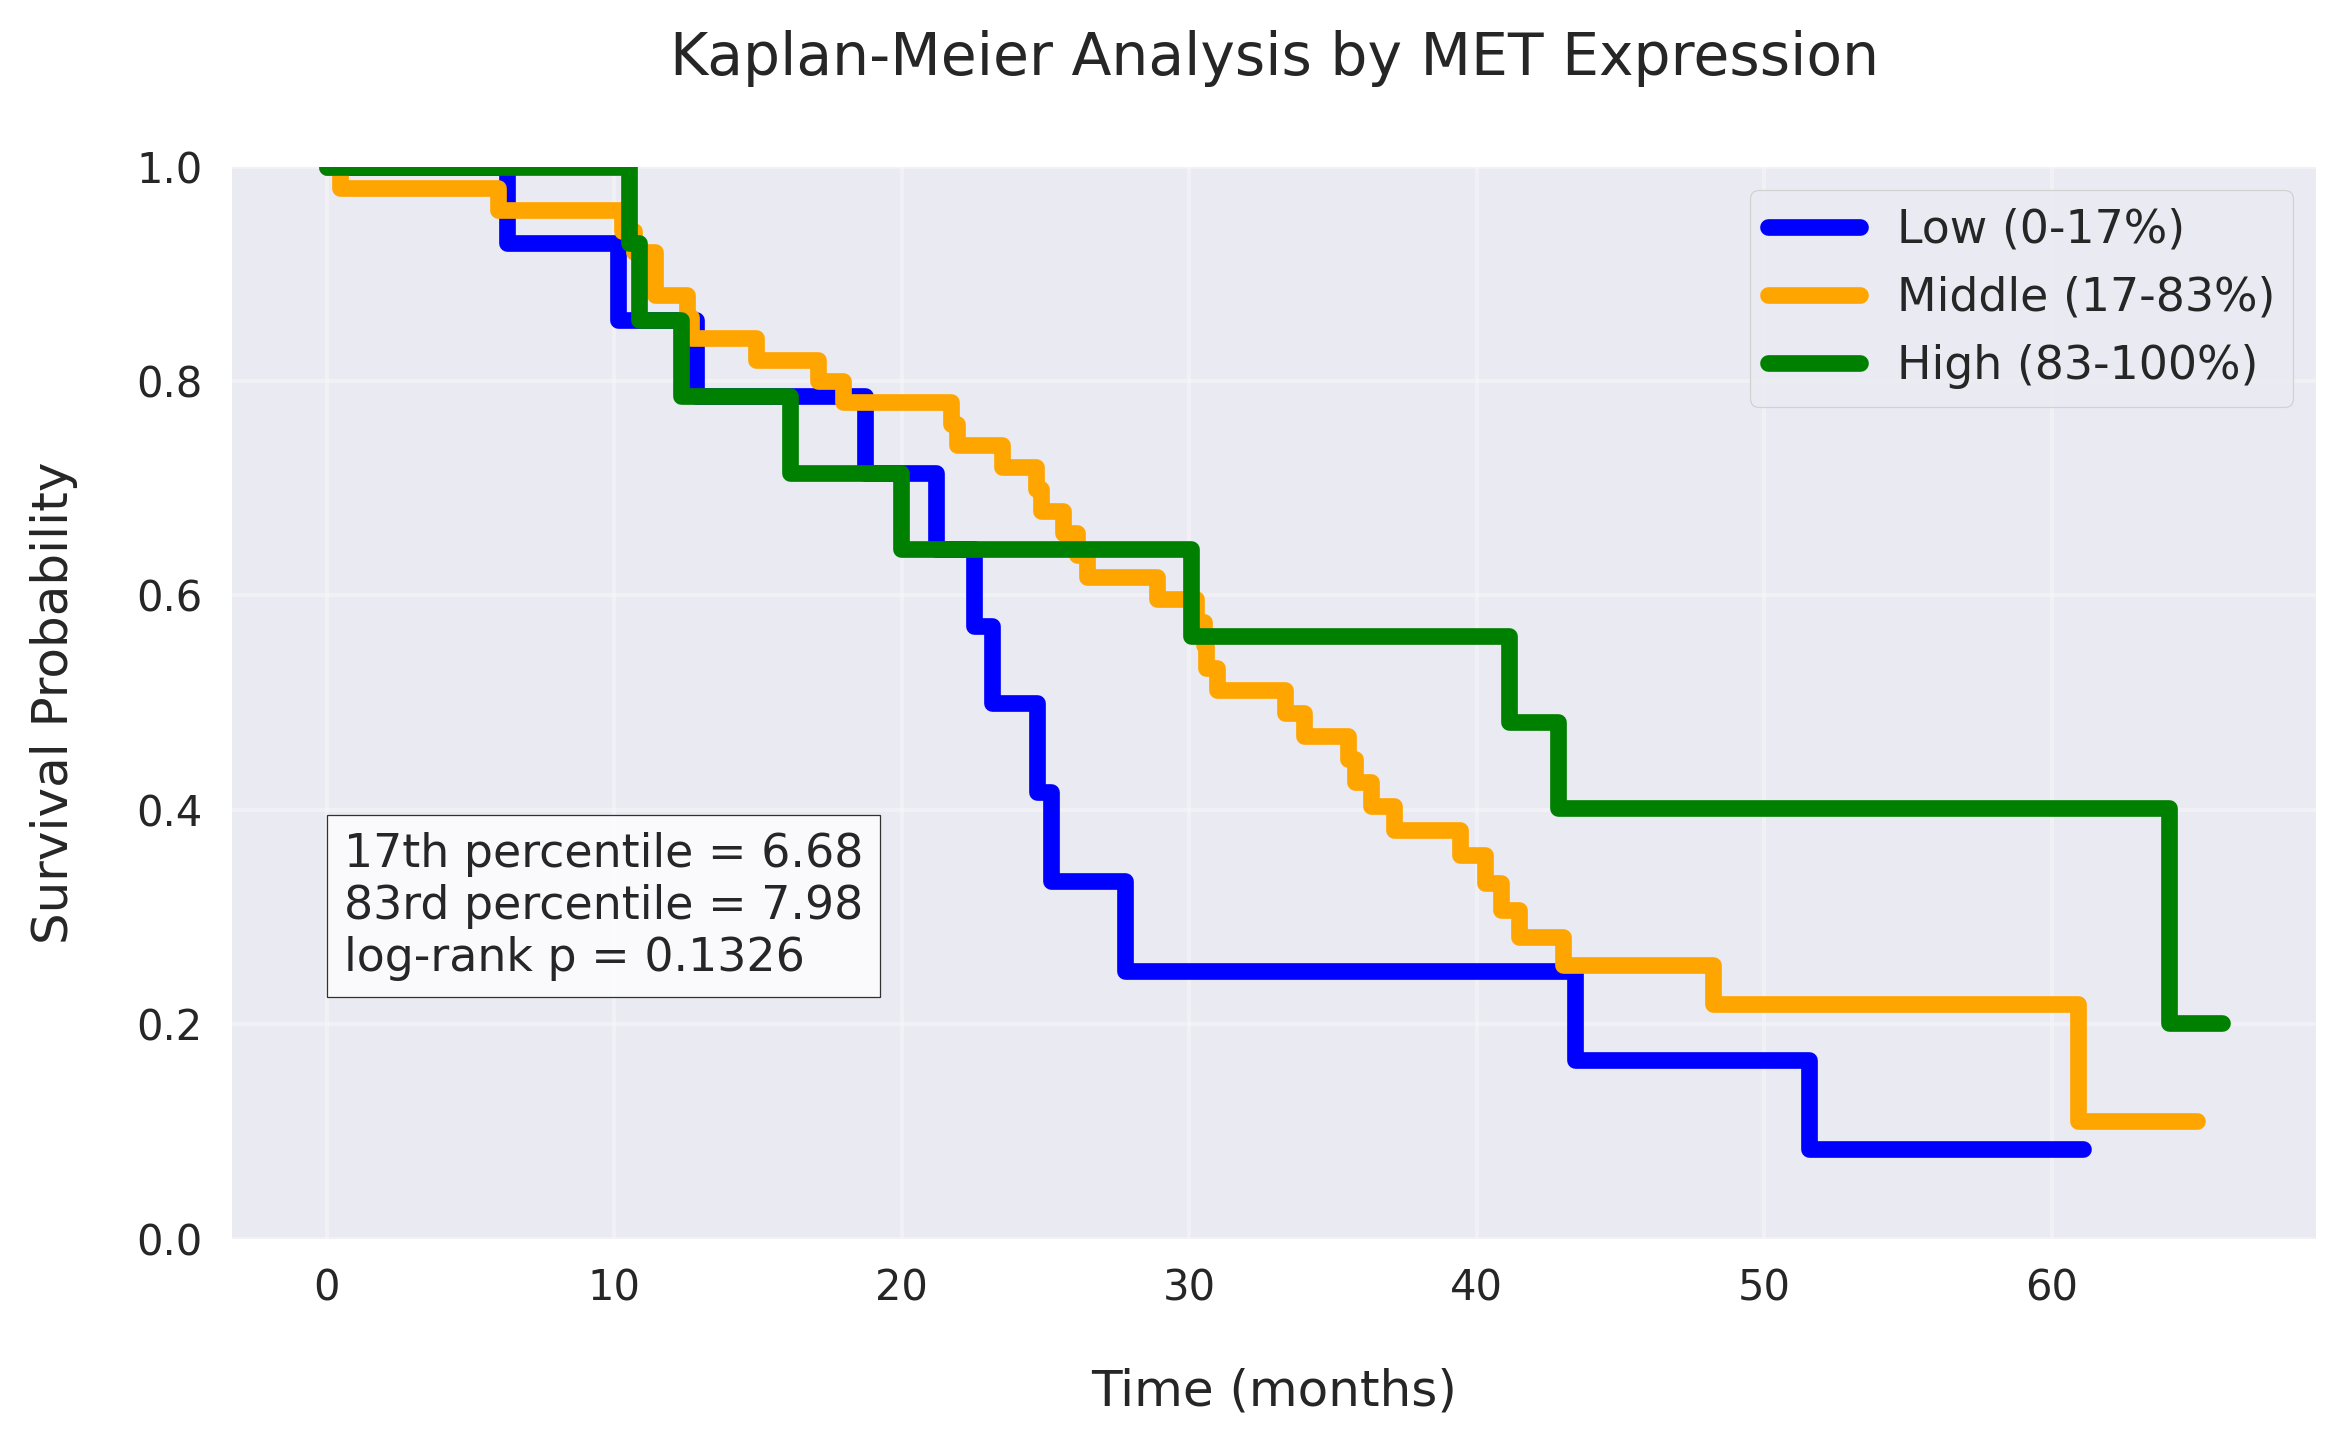 Kaplan-Meier Analysis by MET Expression
1.0
0.8
0.6
0.4
0.2
0.0
Survival Probability
Low (0-17%)
Middle (17-83%)
High (83-100%)
17th percentile = 6.68
83rd percentile = 7.98
log-rank p = 0.1326
0 10 20 30 40 50 60
Time (months)